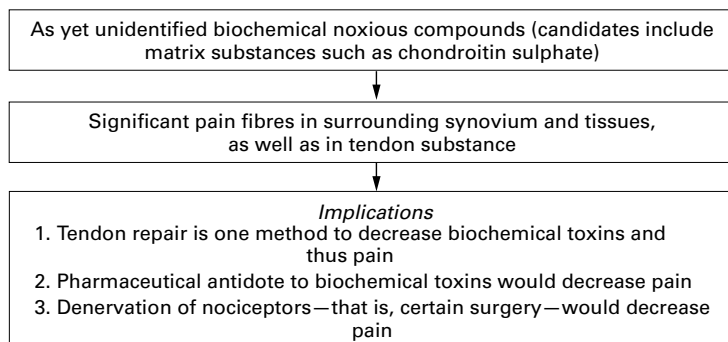 As yet unidentified biochemical noxious compounds (candidates include
matrix substances such as chondroitin sulphate)
Significant pain fibres in surrounding synovium and tissues,
as well as in tendon substance
Implications
1. Tendon repair is one method to decrease biochemical toxins and
thus pain
2. Pharmaceutical antidote to biochemical toxins would decrease pain
3. Denervation of nociceptors—that is, certain surgery—would decrease
pain